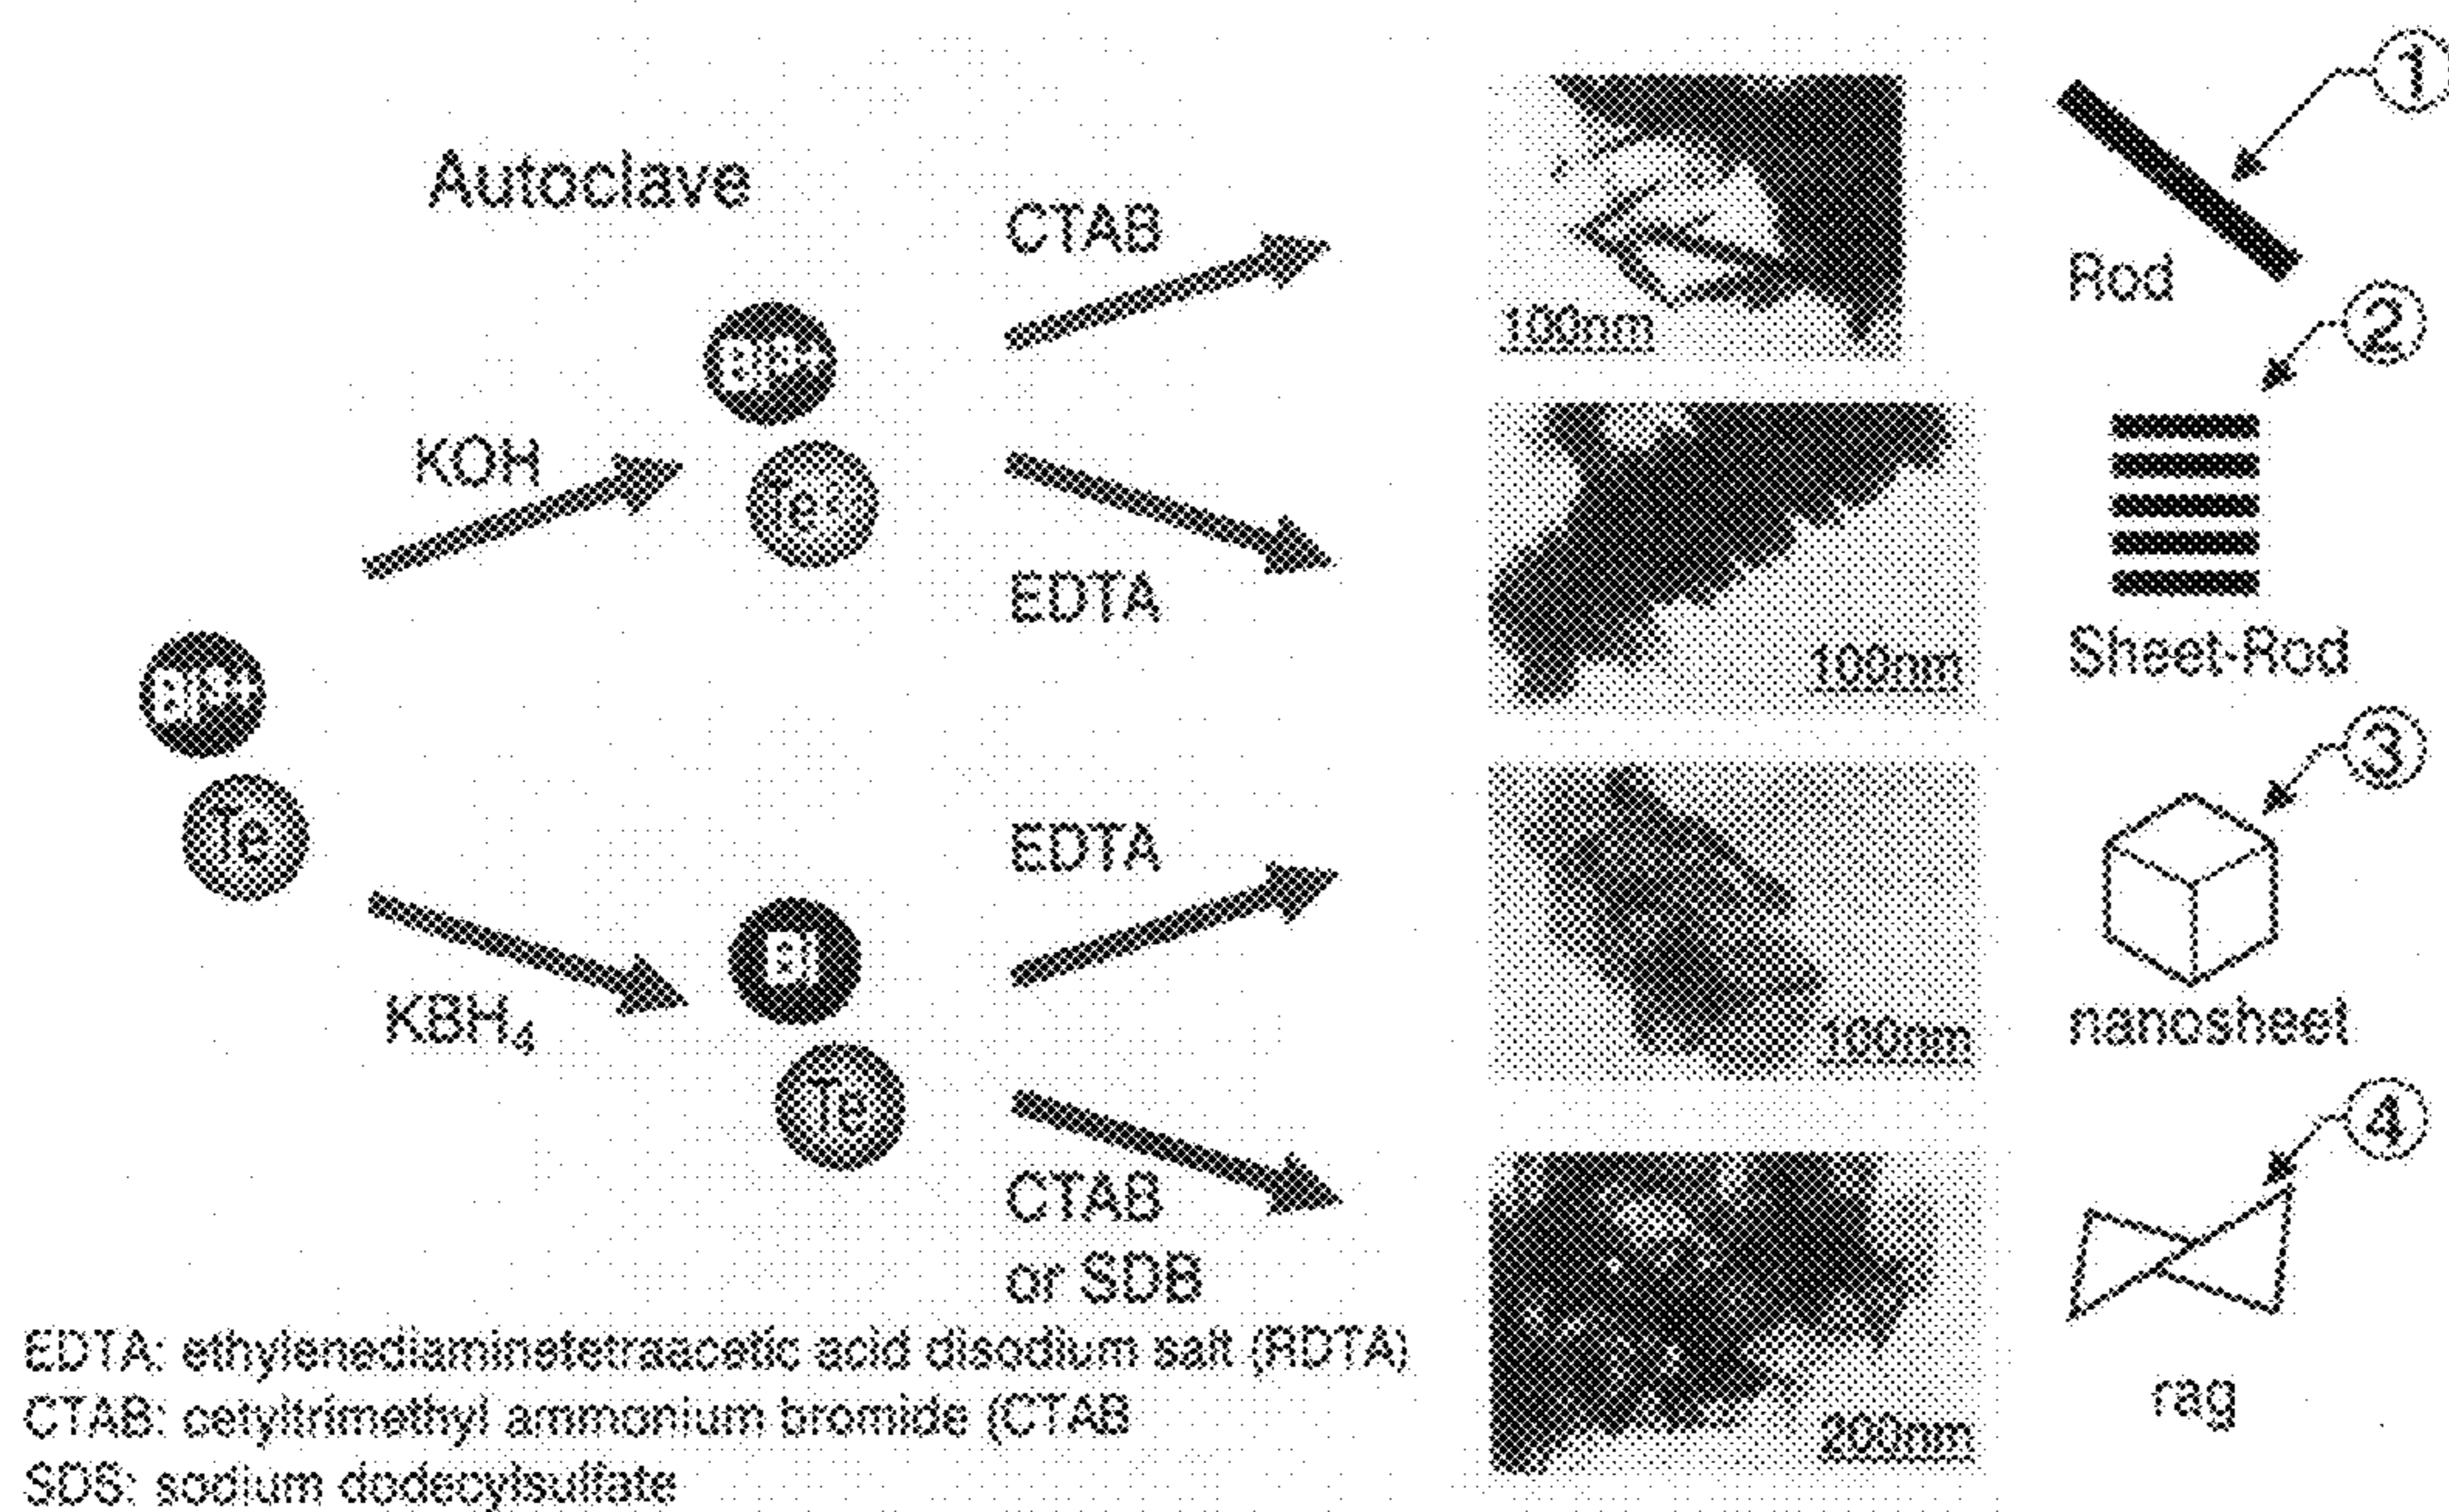 Autoclave
CTAB
KOH
EDTA
Te
KBH₄
EDTA
Bi
Te
CTAB
or SDB
100nm
100nm
100nm
200nm
①
Rod
②
Sheet-Rod
③
nanosheet
④
rag
EDTA: ethylenediaminetetraacetic acid disodium salt (RDTA)
CTAB: cetyltrimethyl ammonium bromide (CTAB
SDS: sodium dodecylsulfate